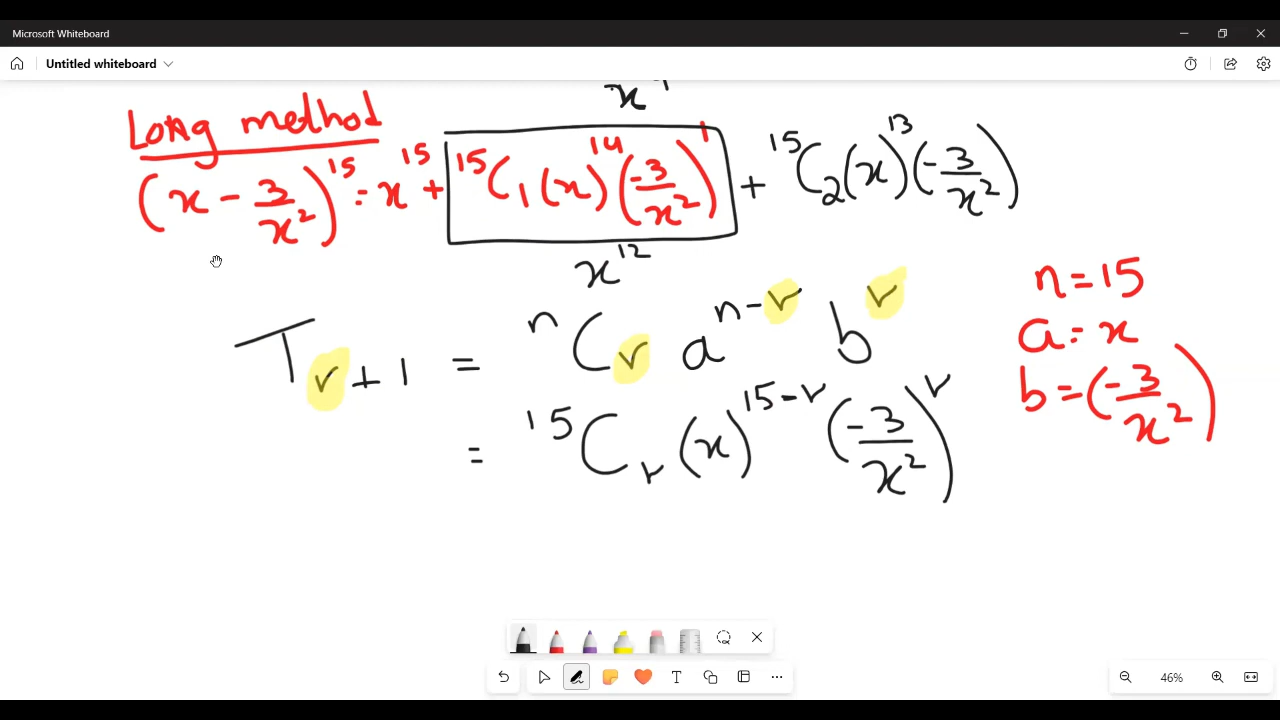 Microsoft Whiteboard
Untitled whiteboard
x
Long method
(x - 3/x²)¹⁵ = x¹⁵ + ¹⁵C₁(x)¹⁴(-3/x²)¹ + ¹⁵C₂(x)¹³(-3/x²)
x¹²
n = 15
T_{r+1} = ⁿC_r a^{n-r} b^r
a = x
= ¹⁵C_r (x)^{15-r} (-3/x²)^r
b = (-3/x²)
46%